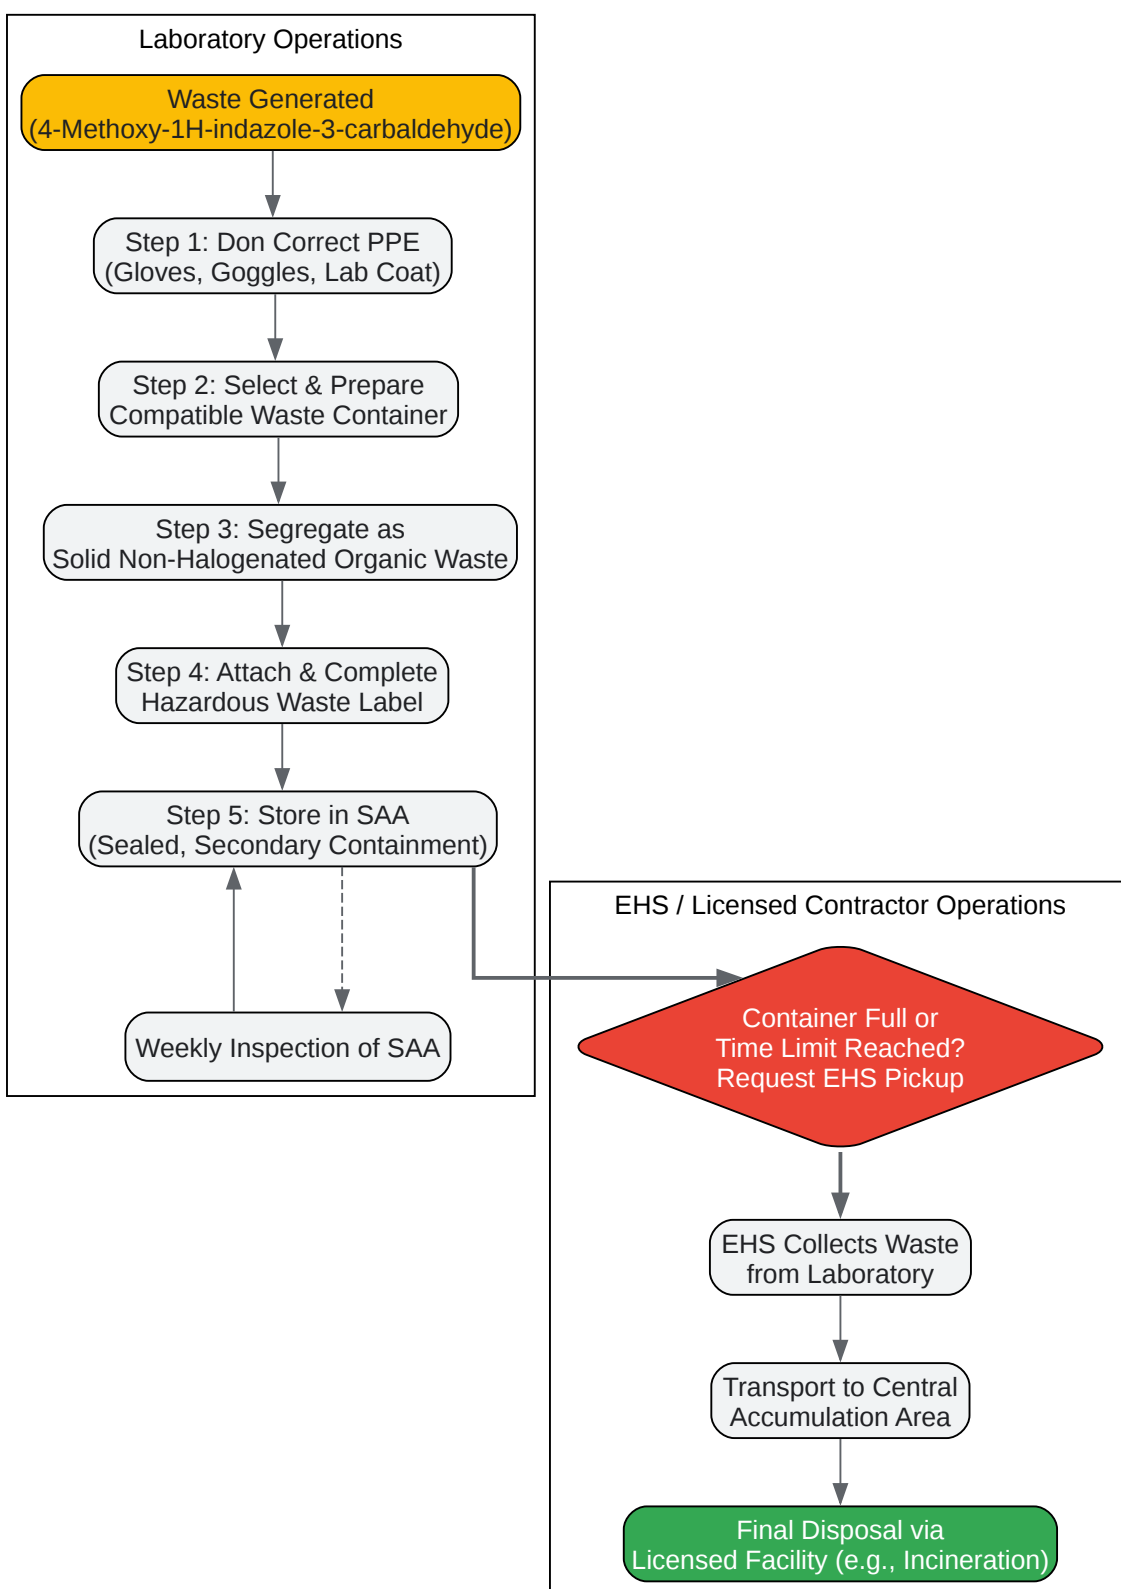 Laboratory Operations
Waste Generated
(4-Methoxy-1H-indazole-3-carbaldehyde)
Step 1: Don Correct PPE
(Gloves, Goggles, Lab Coat)
Step 2: Select & Prepare
Compatible Waste Container
Step 3: Segregate as
Solid Non-Halogenated Organic Waste
Step 4: Attach & Complete
Hazardous Waste Label
Step 5: Store in SAA
(Sealed, Secondary Containment)
Weekly Inspection of SAA
EHS / Licensed Contractor Operations
Container Full or
Time Limit Reached?
Request EHS Pickup
EHS Collects Waste
from Laboratory
Transport to Central
Accumulation Area
Final Disposal via
Licensed Facility (e.g., Incineration)